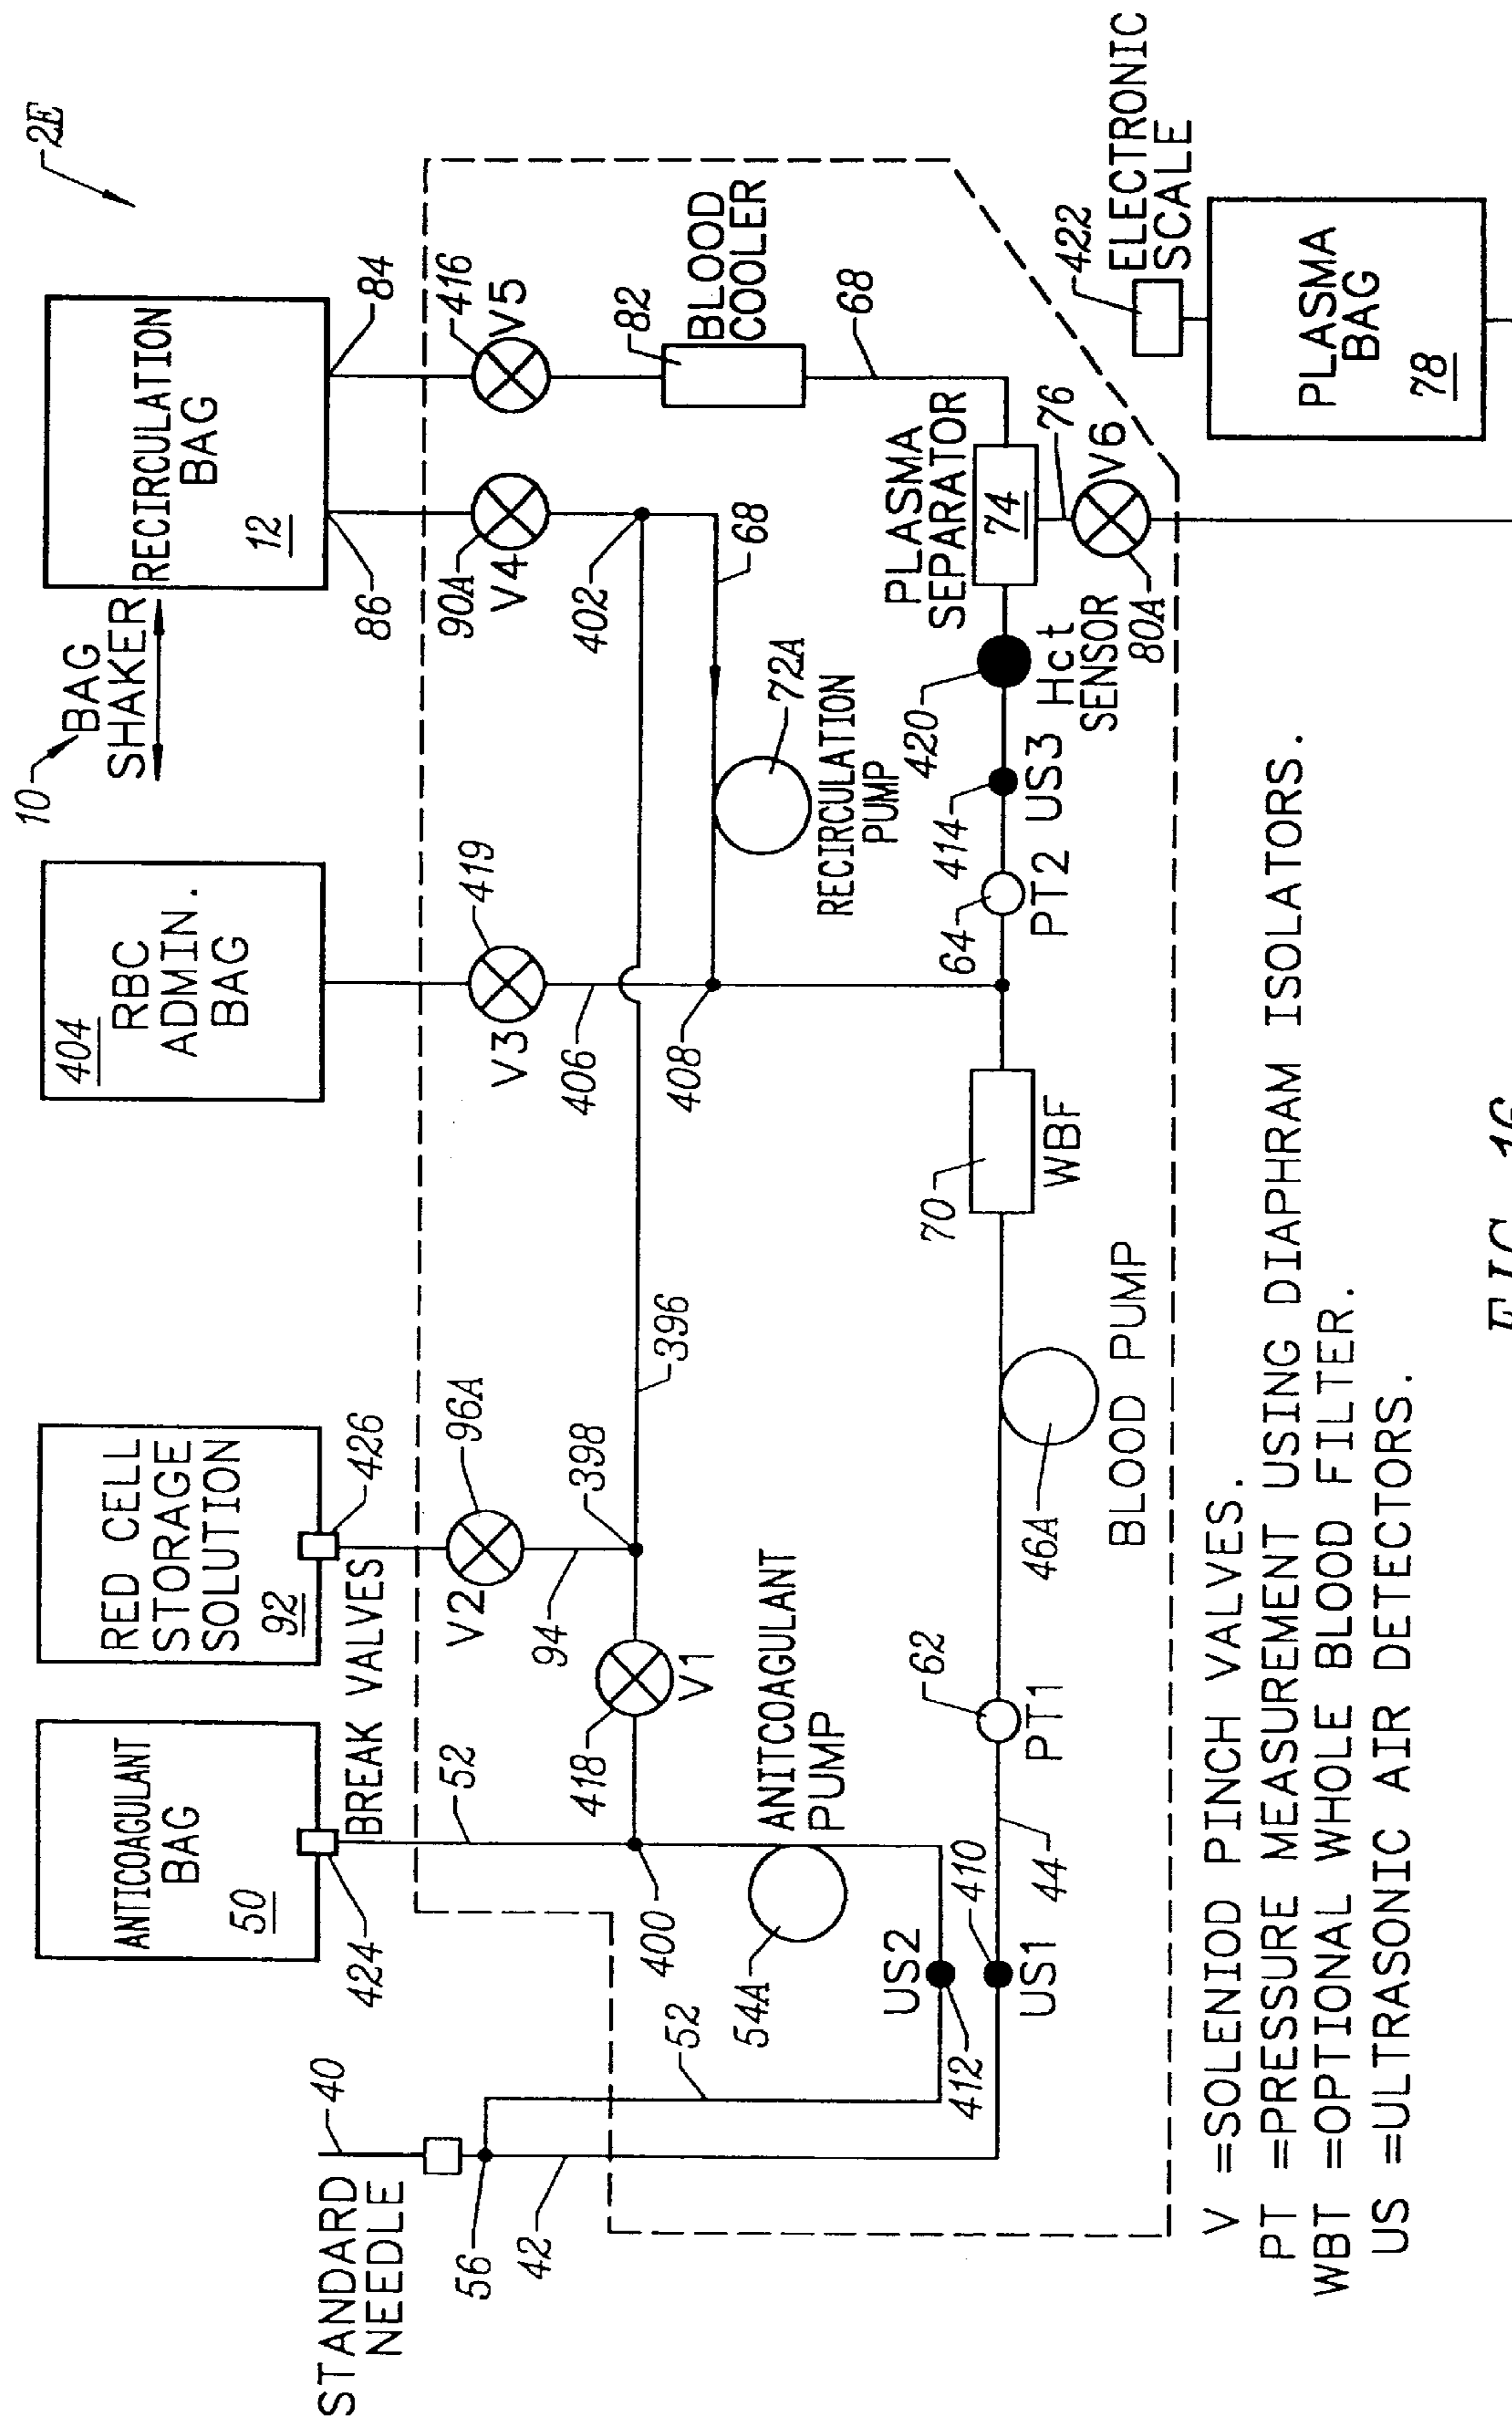 2E
10
BAG
SHAKER
RECIRCULATION
BAG
12
404
RBC
ADMIN.
BAG
RED CELL
STORAGE
SOLUTION
92
ANTICOAGULANT
BAG
50
STANDARD
NEEDLE
40
424
BREAK VALVES
426
86
84
52
V2
96A
V3
419
90A
V4
416
V5
94
398
406
402
82
BLOOD
COOLER
418
V1
396
408
68
68
400
ANITCOAGULANT
PUMP
72A
RECIRCULATION
PUMP
PLASMA
SEPARATOR
74
56
42
52
54A
US2
412
410
US1
44
62
PT1
46A
BLOOD PUMP
70
WBF
64
PT2
414
US3
420
Hct
SENSOR
80A
76
V6
422
ELECTRONIC
SCALE
PLASMA
BAG
78
V =SOLENIOD PINCH VALVES.
PT =PRESSURE MEASUREMENT USING DIAPHRAM ISOLATORS.
WBT =OPTIONAL WHOLE BLOOD FILTER.
US =ULTRASONIC AIR DETECTORS.
FIG. 16